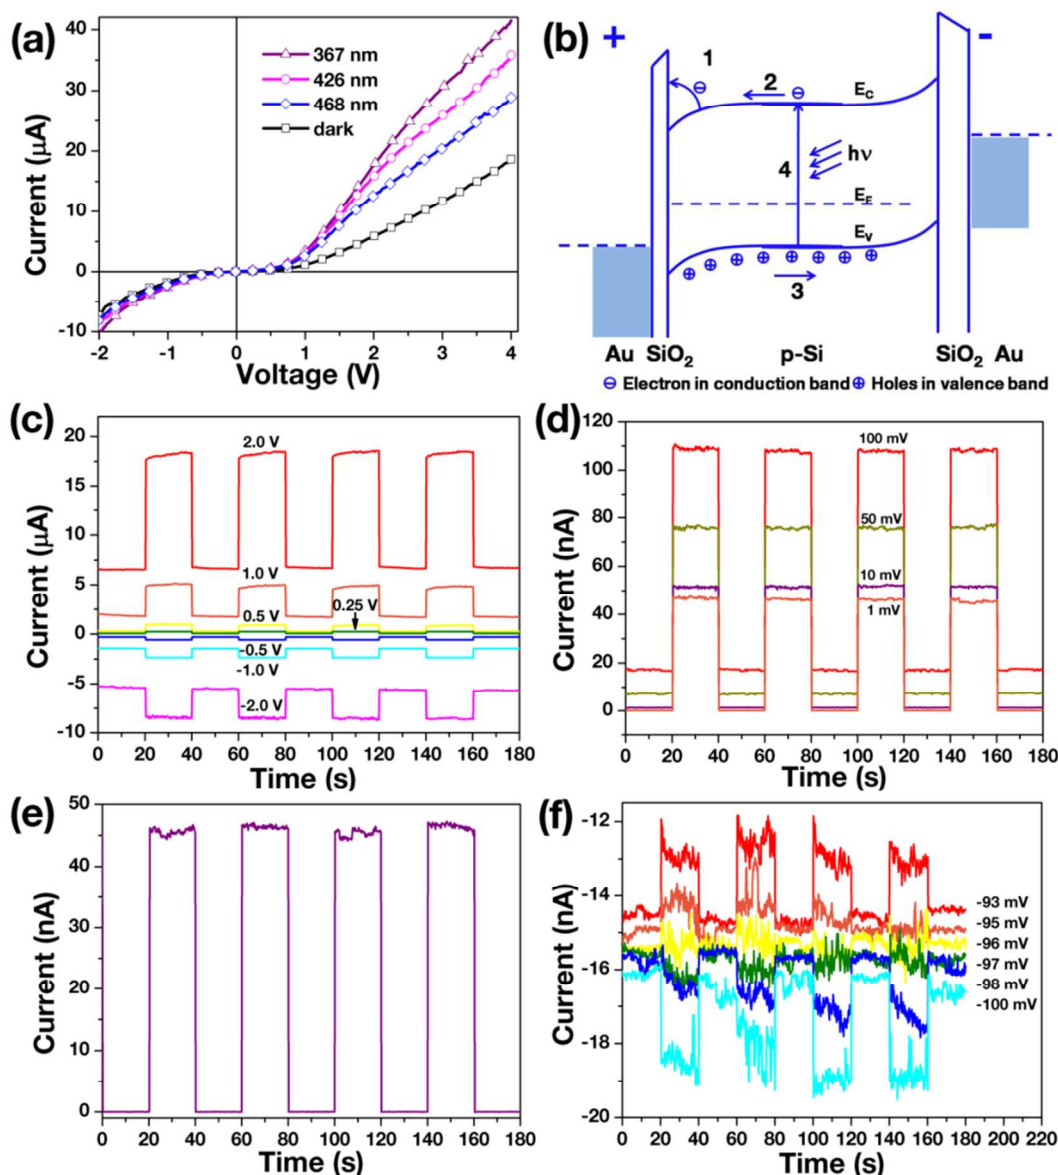 (a)
40
30
20
10
0
-10
-2 -1 0 1 2 3 4
Current (µA)
Voltage (V)
367 nm
426 nm
468 nm
dark
(b)
+
-
1
2
3
4
hν
E_C
E_F
E_V
Au SiO₂ p-Si SiO₂ Au
⊖ Electron in conduction band ⊕ Holes in valence band
(c)
20
15
10
5
0
-5
-10
0 20 40 60 80 100 120 140 160 180
Current (µA)
Time (s)
2.0 V
1.0 V
0.5 V
0.25 V
-0.5 V
-1.0 V
-2.0 V
(d)
120
100
80
60
40
20
0
0 20 40 60 80 100 120 140 160 180
Current (nA)
Time (s)
100 mV
50 mV
10 mV
1 mV
(e)
50
40
30
20
10
0
0 20 40 60 80 100 120 140 160 180
Current (nA)
Time (s)
(f)
-12
-14
-16
-18
-20
0 20 40 60 80 100 120 140 160 180 200 220
Current (nA)
Time (s)
-93 mV
-95 mV
-96 mV
-97 mV
-98 mV
-100 mV